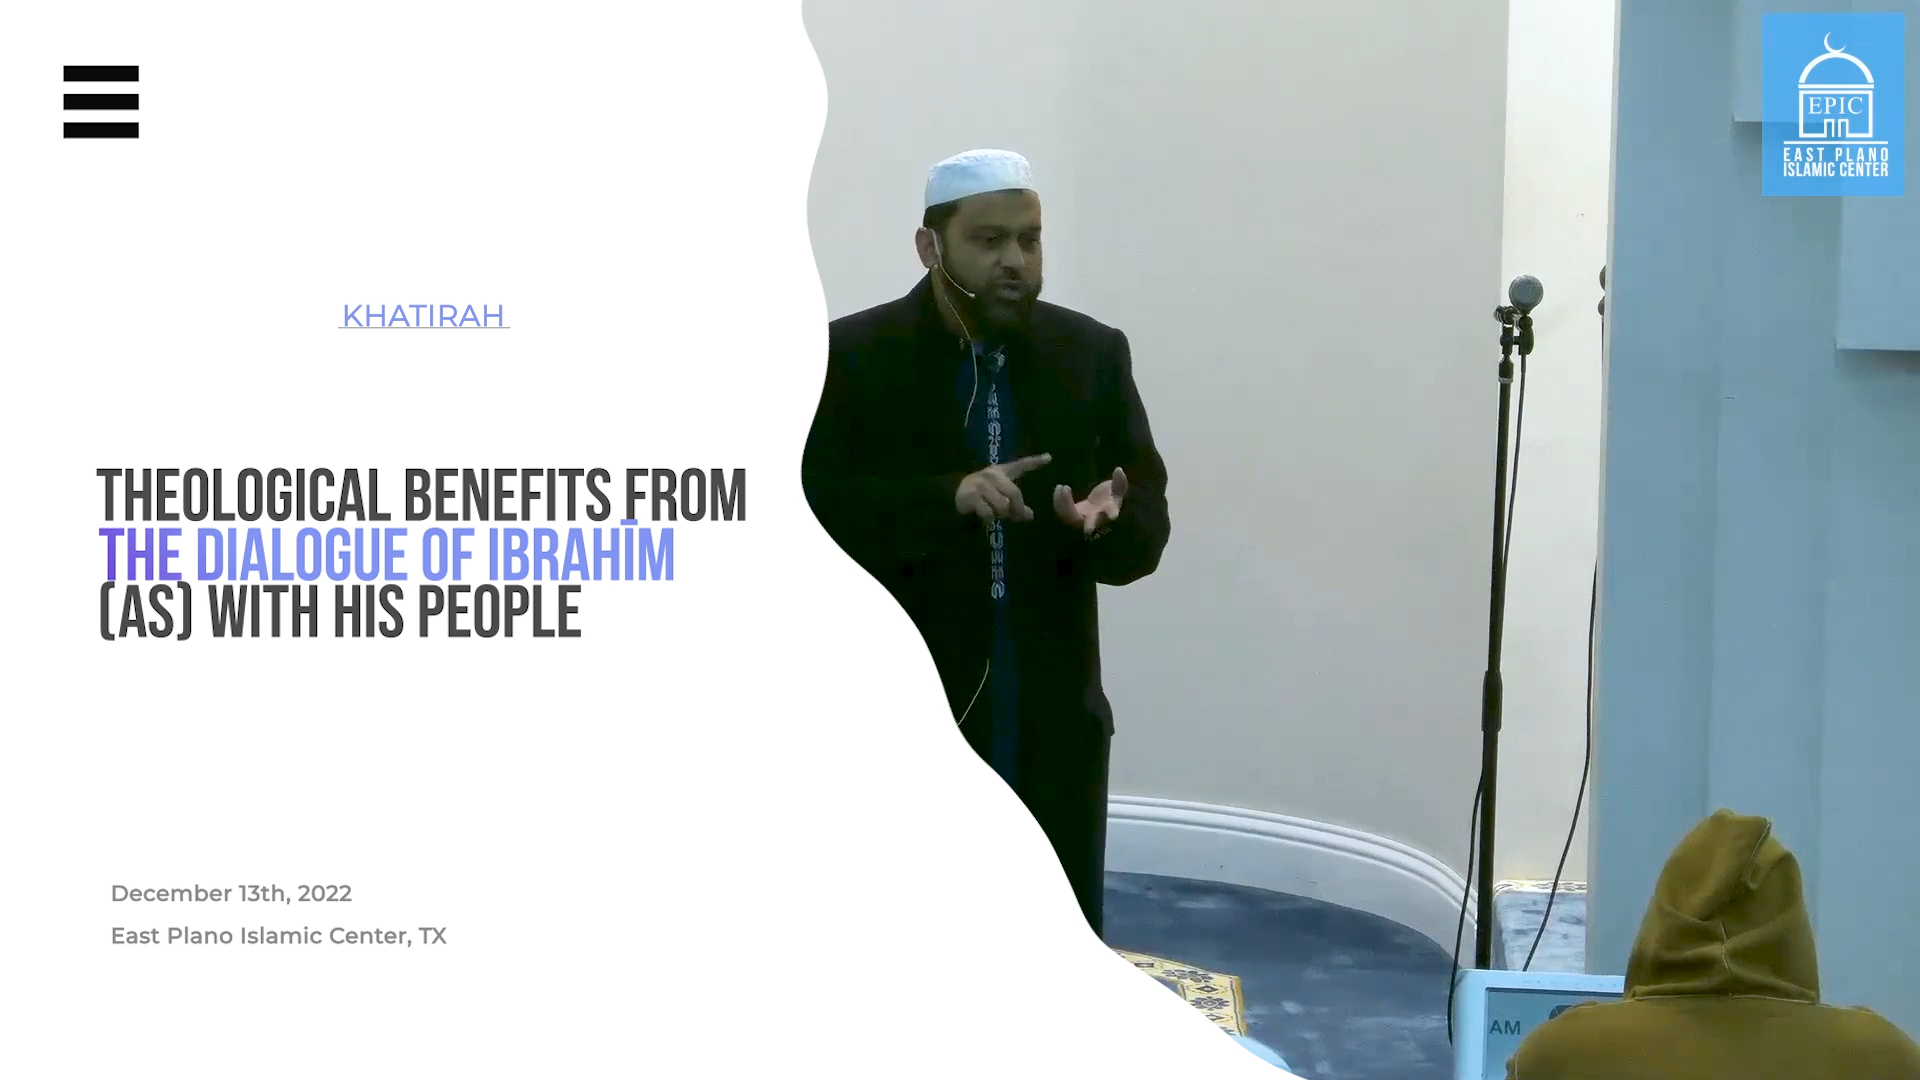 KHATIRAH
THEOLOGICAL BENEFITS FROM
THE DIALOGUE OF IBRAHĪM
(AS) WITH HIS PEOPLE
December 13th, 2022
East Plano Islamic Center, TX
EPIC
EAST PLANO
ISLAMIC CENTER
AM